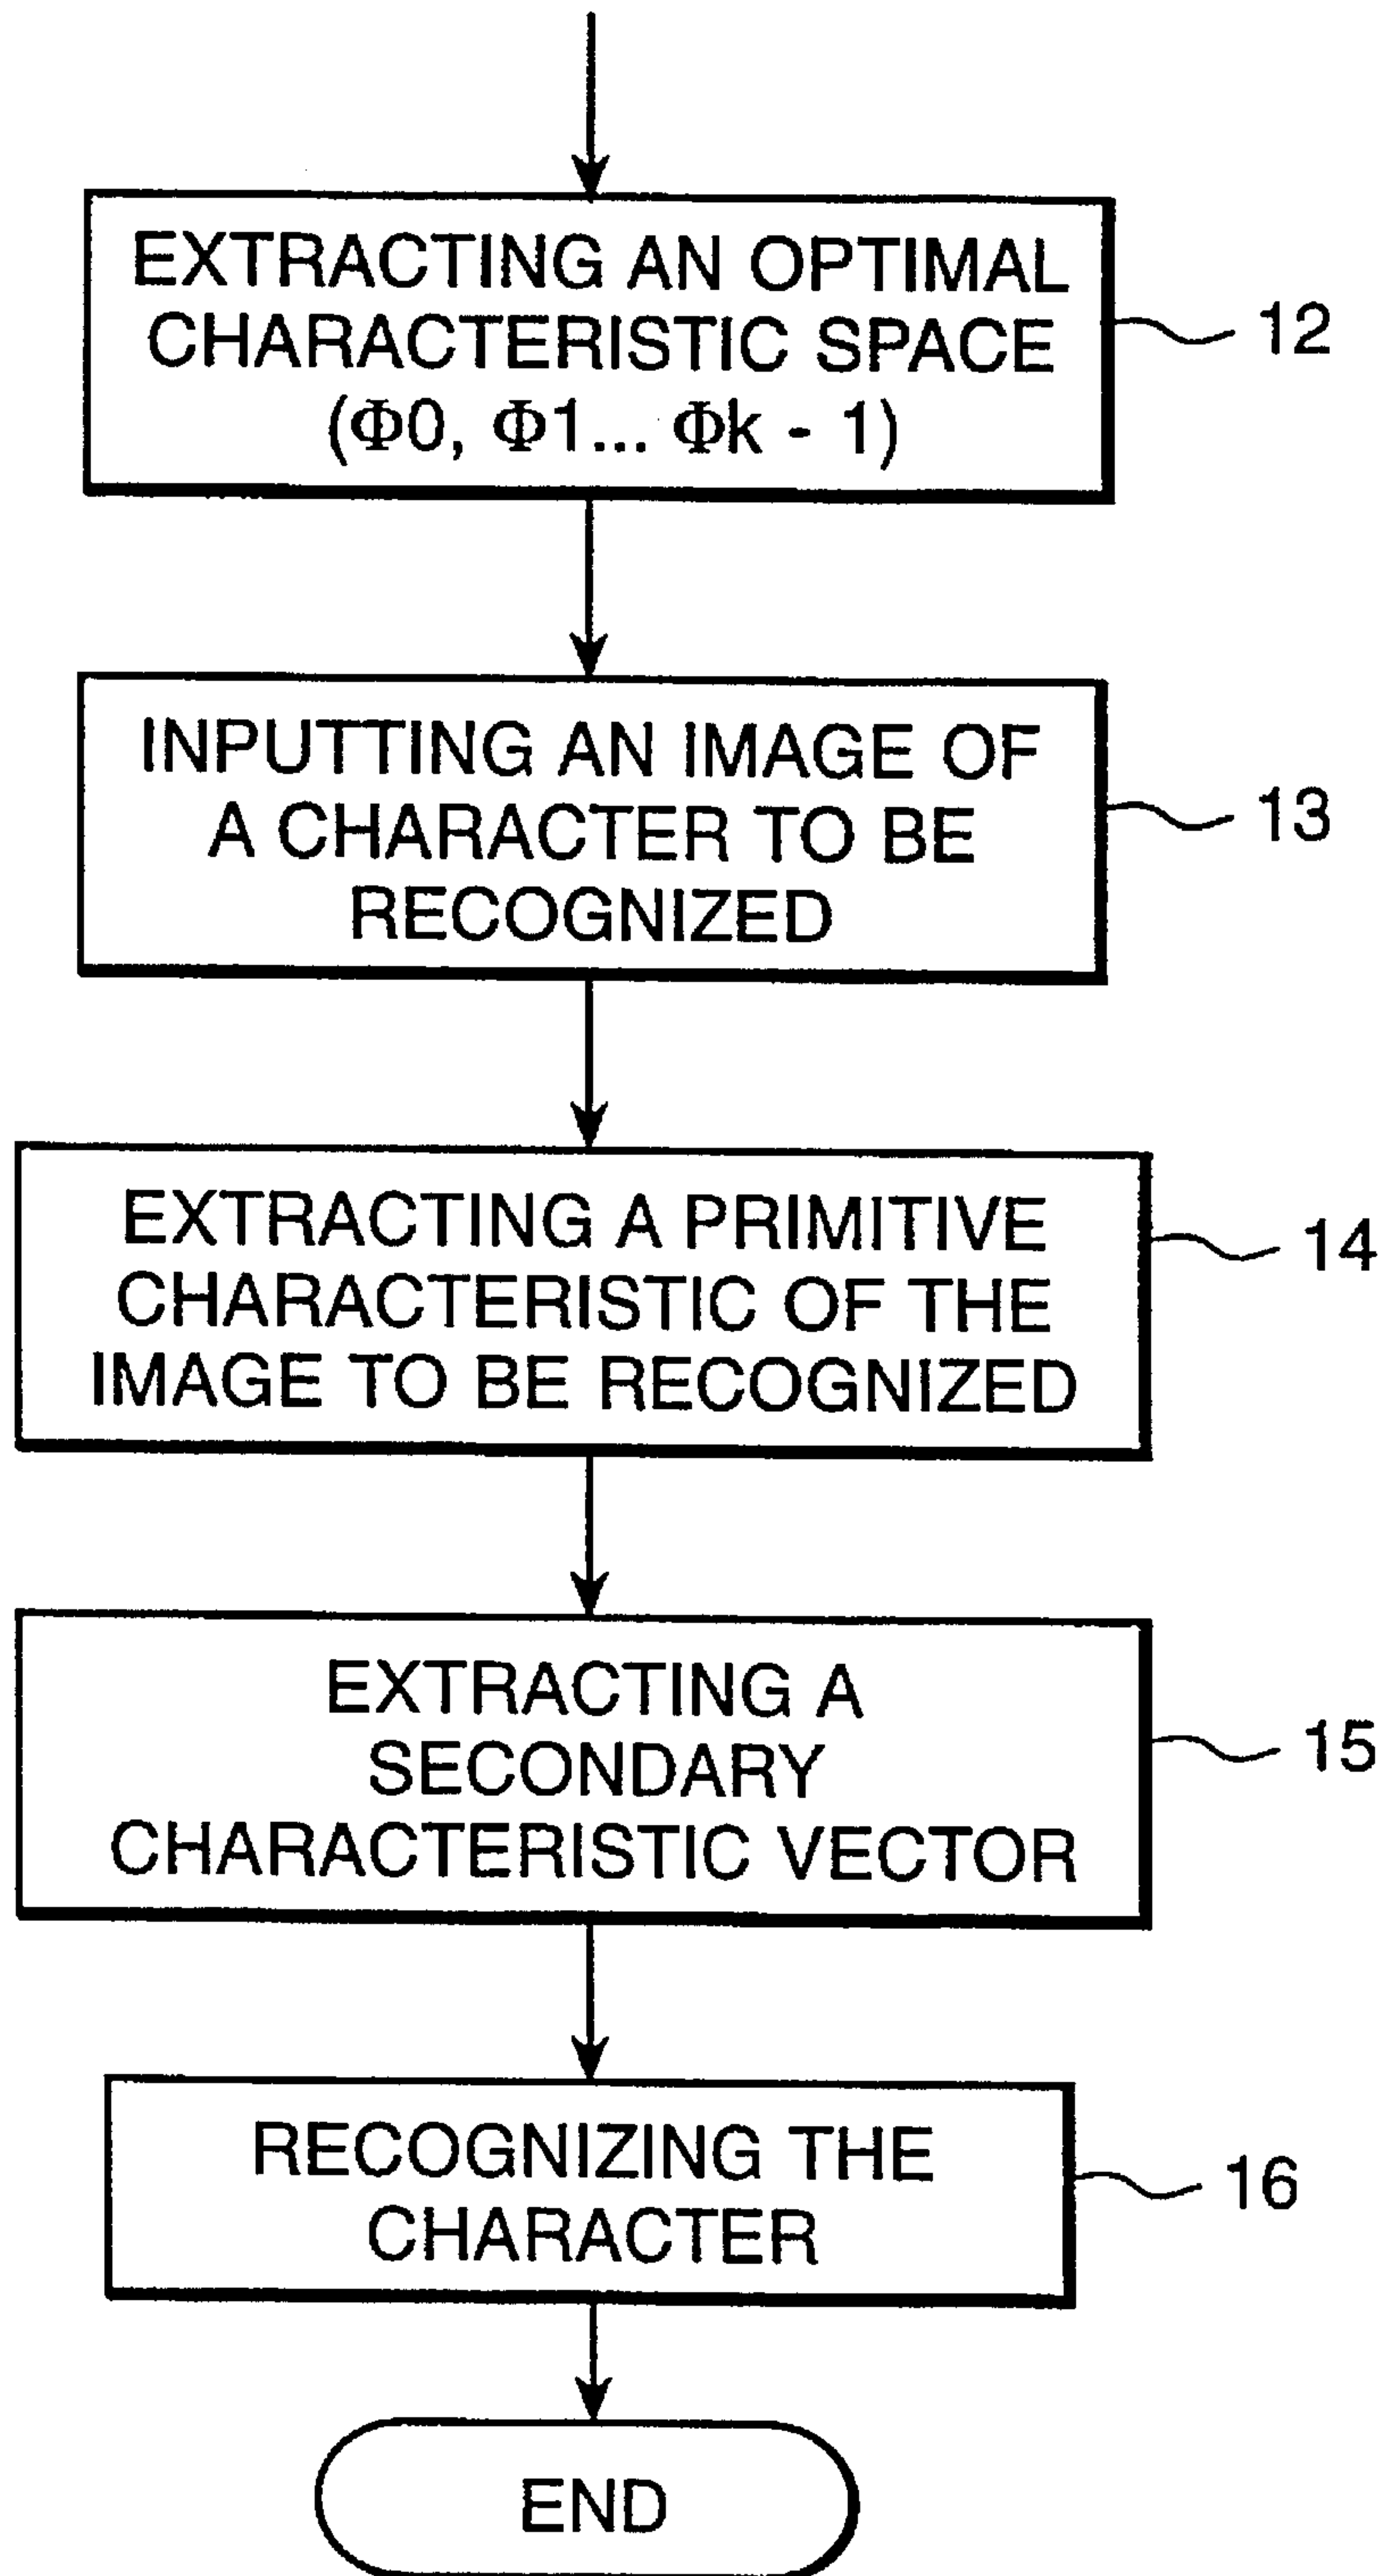 EXTRACTING AN OPTIMAL
CHARACTERISTIC SPACE
(Φ0, Φ1... Φk - 1)
12
INPUTTING AN IMAGE OF
A CHARACTER TO BE
RECOGNIZED
13
EXTRACTING A PRIMITIVE
CHARACTERISTIC OF THE
IMAGE TO BE RECOGNIZED
14
EXTRACTING A
SECONDARY
CHARACTERISTIC VECTOR
15
RECOGNIZING THE
CHARACTER
16
END